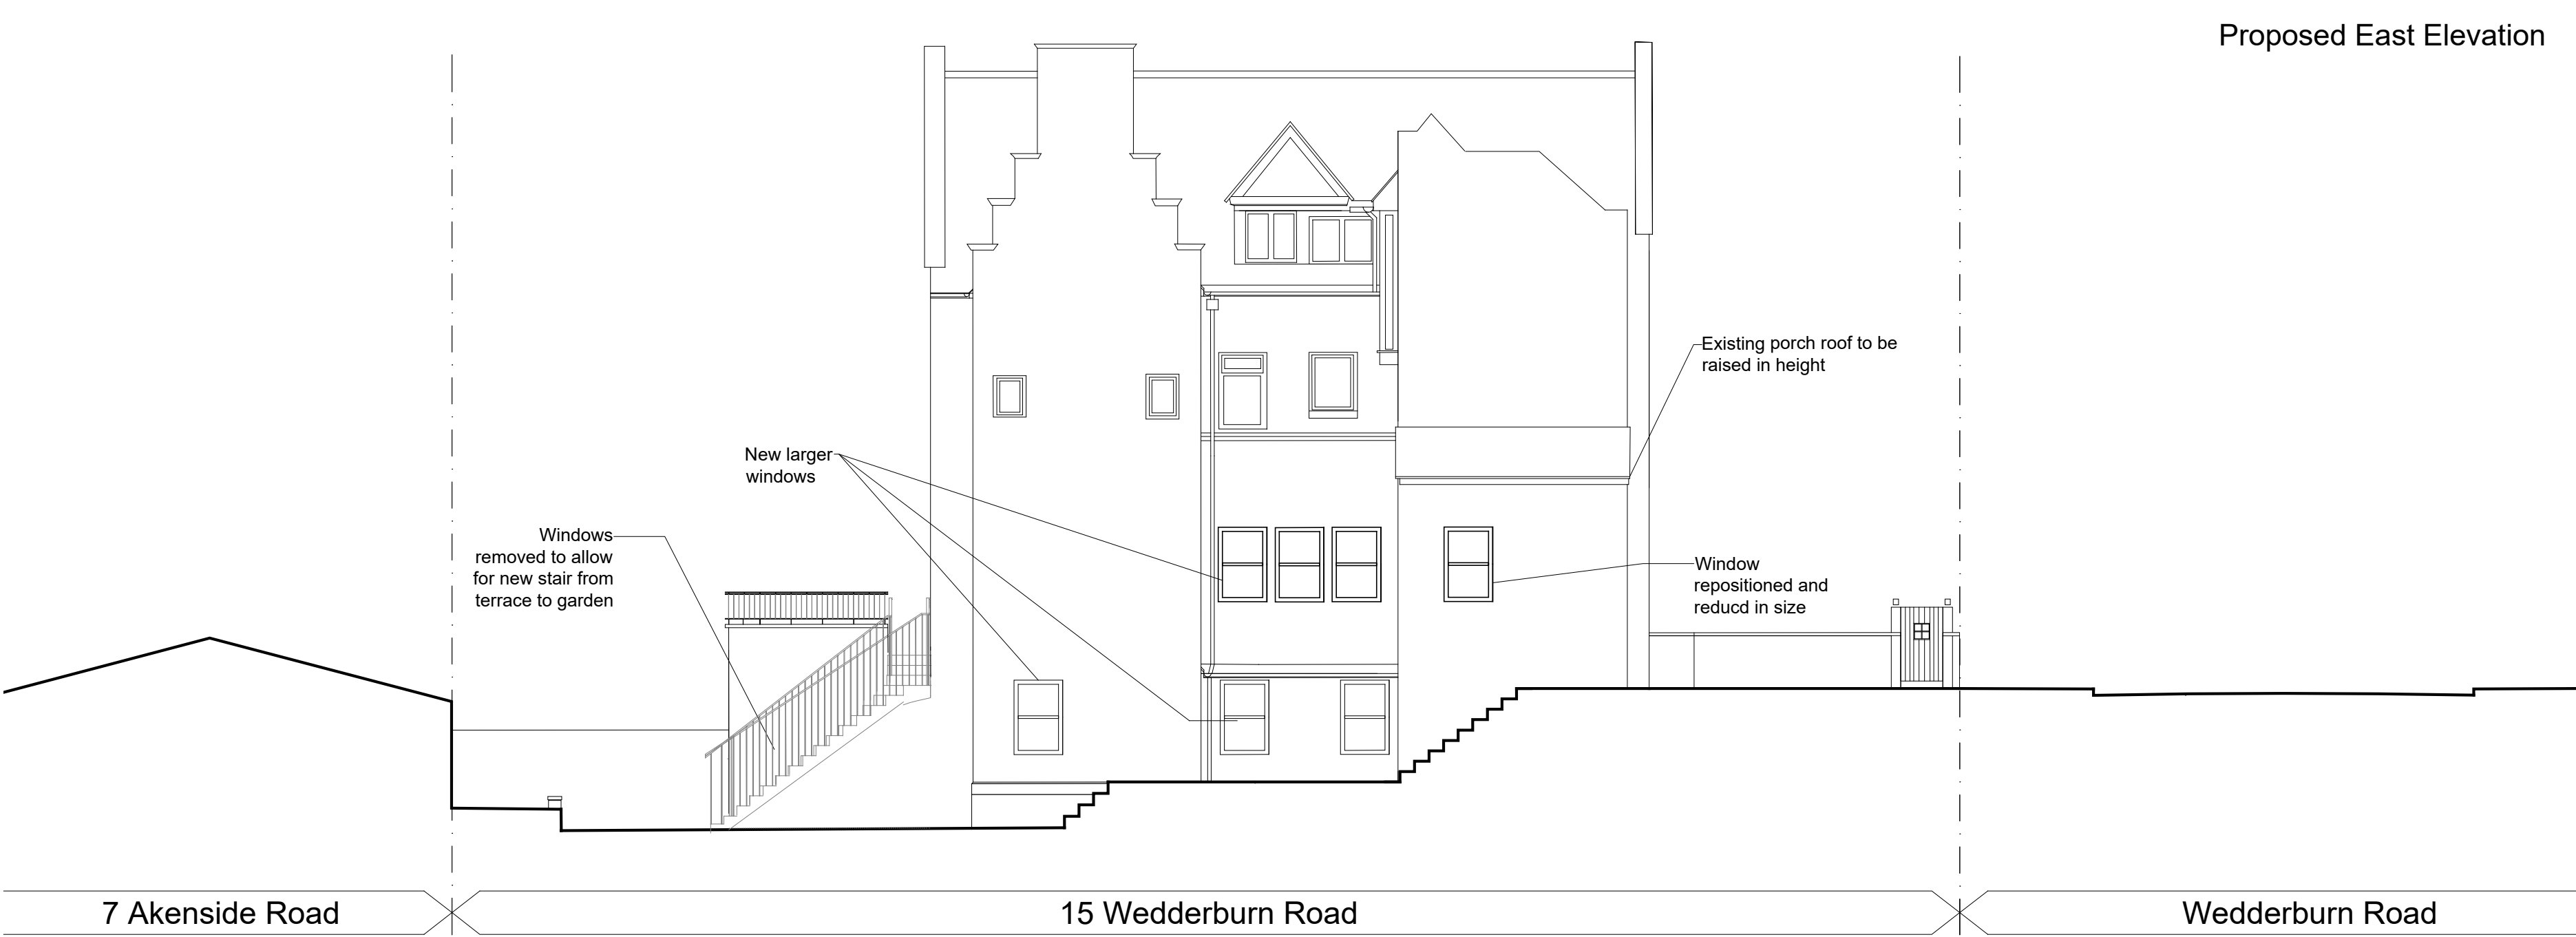 Proposed East Elevation
Existing porch roof to be
raised in height
New larger
windows
Windows
removed to allow
for new stair from
terrace to garden
Window
repositioned and
reducd in size
7 Akenside Road
15 Wedderburn Road
Wedderburn Road